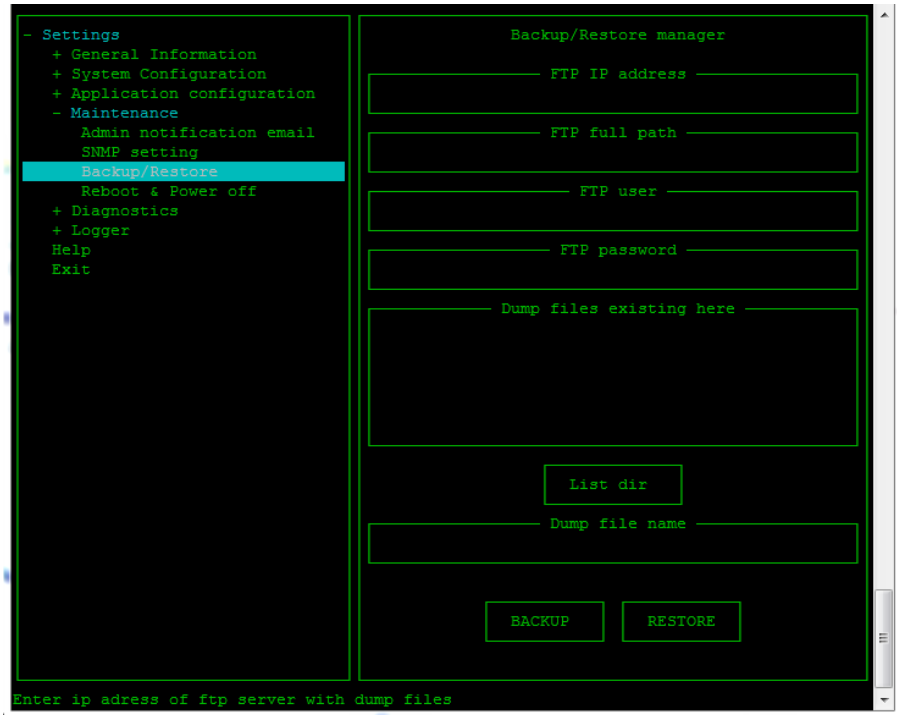 - Settings
+ General Information
+ System Configuration
+ Application configuration
- Maintenance
Admin notification email
SNMP setting
Backup/Restore
Reboot & Power off
+ Diagnostics
+ Logger
Help
Exit
Backup/Restore manager
FTP IP address
FTP full path
FTP user
FTP password
Dump files existing here
List dir
Dump file name
BACKUP RESTORE
Enter ip adress of ftp server with dump files